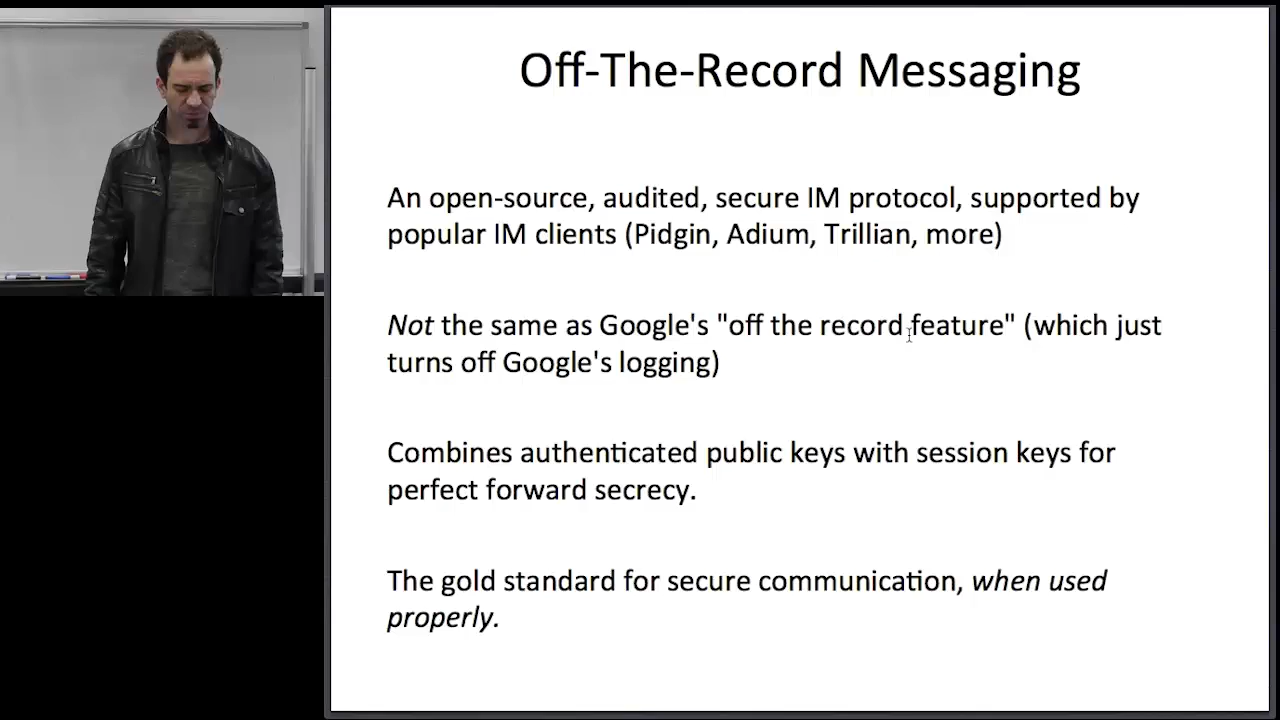 Off-The-Record Messaging
An open-source, audited, secure IM protocol, supported by
popular IM clients (Pidgin, Adium, Trillian, more)
Not the same as Google's "off the record feature" (which just
turns off Google's logging)
Combines authenticated public keys with session keys for
perfect forward secrecy.
The gold standard for secure communication, when used
properly.